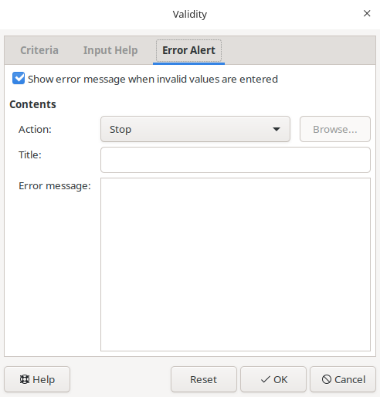 Validity
Criteria Input Help Error Alert
Show error message when invalid values are entered
Contents
Action: Stop Browse...
Title:
Error message:
Help Reset OK Cancel